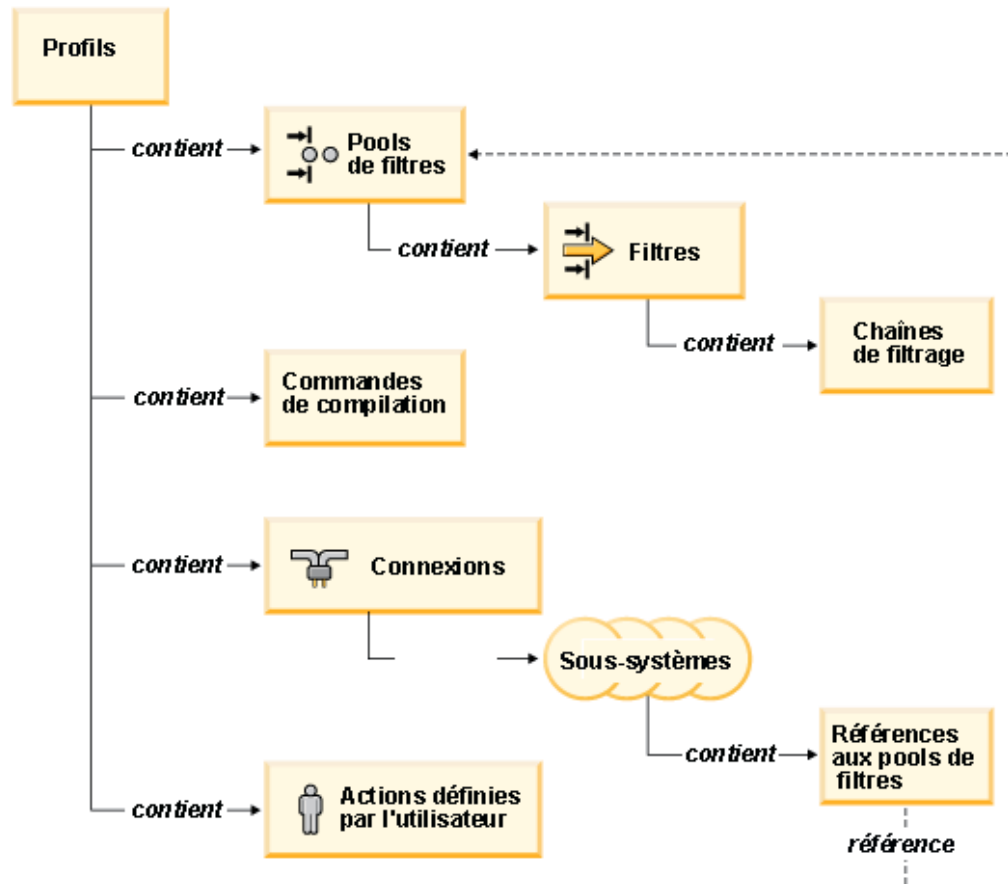 Profils
contient
Pools
de filtres
contient
Filtres
contient
Chaînes
de filtrage
contient
Commandes
de compilation
contient
Connexions
Sous-systèmes
contient
Références
aux pools de
filtres
contient
Actions définies
par l'utilisateur
référence